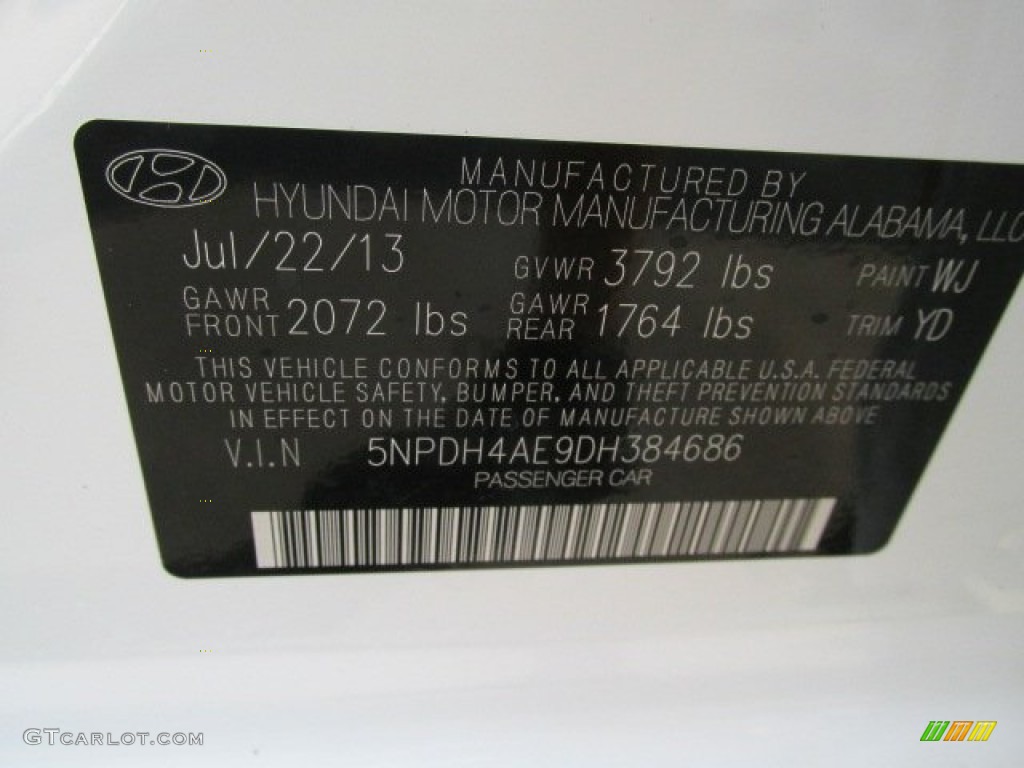 MANUFACTURED BY
HYUNDAI MOTOR MANUFACTURING ALABAMA, LLC
Jul/22/13 GVWR 3792 lbs PAINT WJ
GAWR FRONT 2072 lbs GAWR REAR 1764 lbs TRIM YD
THIS VEHICLE CONFORMS TO ALL APPLICABLE U.S.A. FEDERAL
MOTOR VEHICLE SAFETY, BUMPER, AND THEFT PREVENTION STANDARDS
IN EFFECT ON THE DATE OF MANUFACTURE SHOWN ABOVE
V.I.N 5NPDH4AE9DH384686
PASSENGER CAR
GTCARLOT.COM